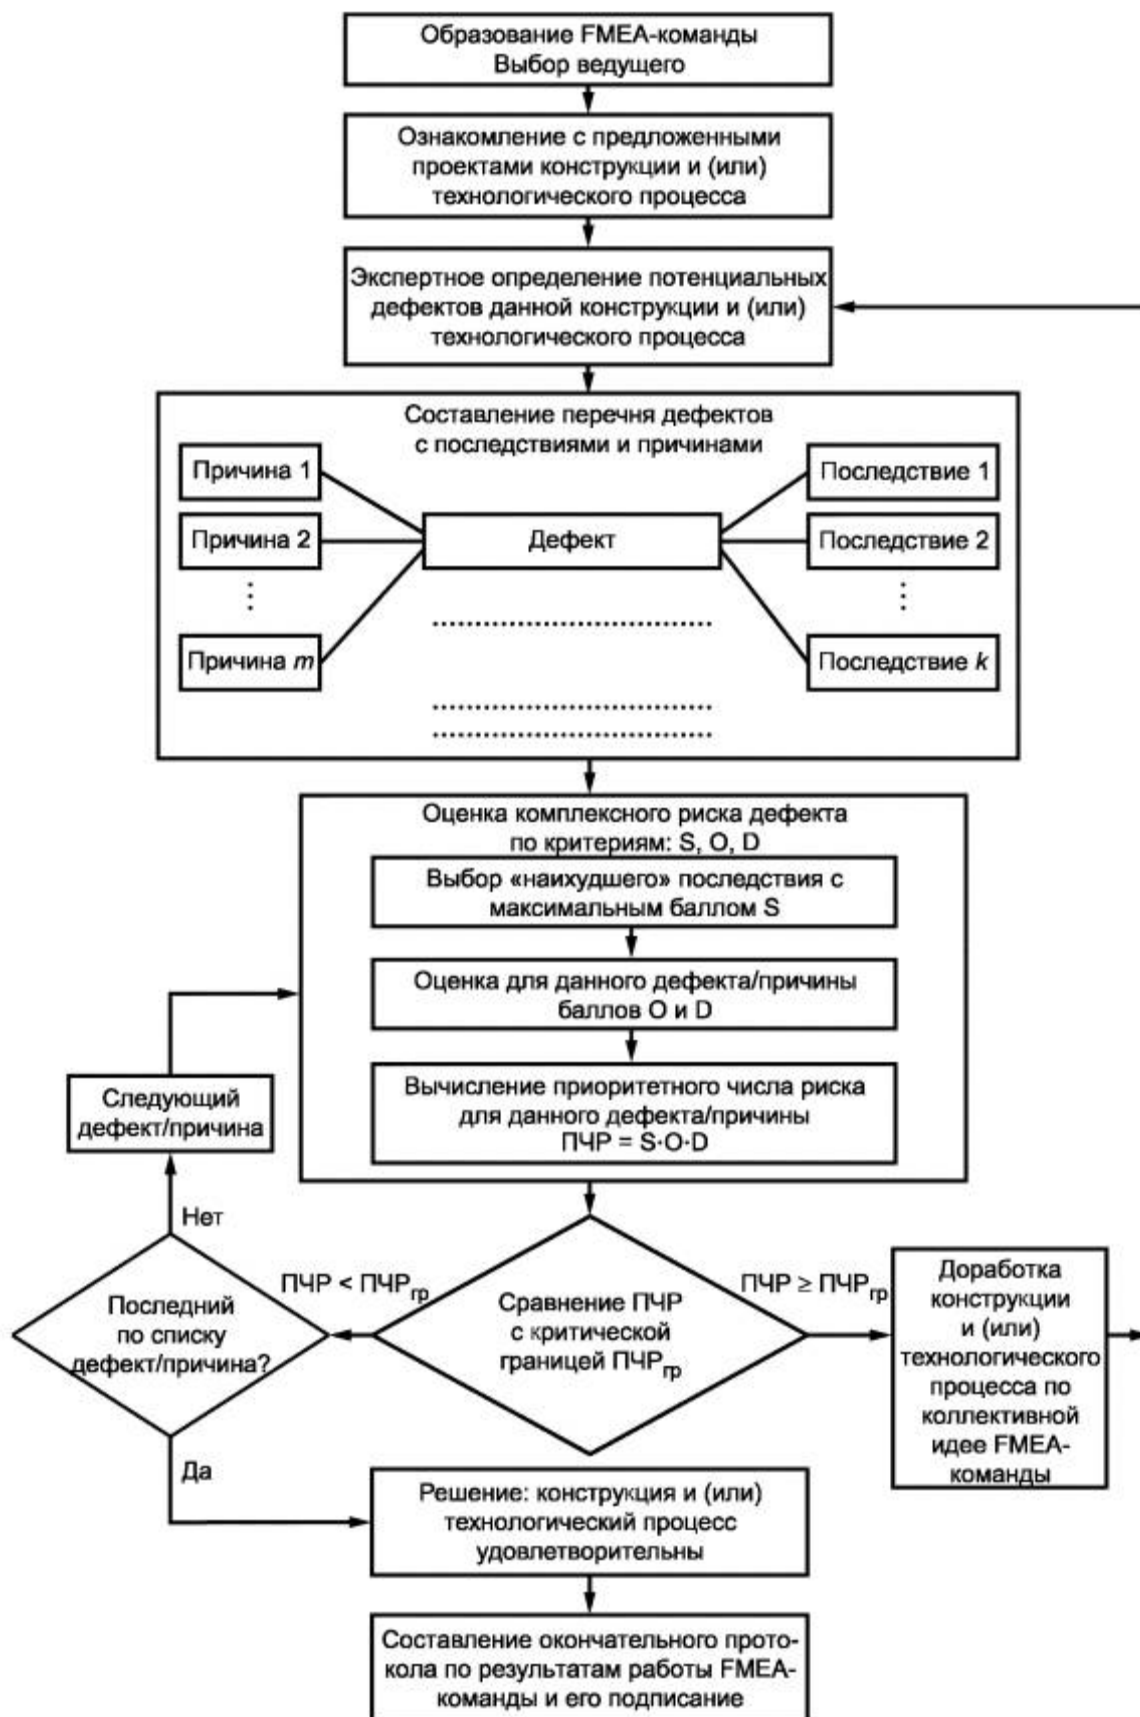 Образование FMEA-команды
Выбор ведущего
Ознакомление с предложенными
проектами конструкции и (или)
технологического процесса
Экспертное определение потенциальных
дефектов данной конструкции и (или)
технологического процесса
Составление перечня дефектов
с последствиями и причинами
Причина 1
Последствие 1
Причина 2
Дефект
Последствие 2
Причина m
Последствие k
Оценка комплексного риска дефекта
по критериям: S, O, D
Выбор «наихудшего» последствия с
максимальным баллом S
Оценка для данного дефекта/причины
баллов O и D
Вычисление приоритетного числа риска
для данного дефекта/причины
ПЧР = S·O·D
Следующий
дефект/причина
Нет
Последний
по списку
дефект/причина?
ПЧР < ПЧРгр
Сравнение ПЧР
с критической
границей ПЧРгр
ПЧР ≥ ПЧРгр
Доработка
конструкции
и (или)
технологического
процесса по
коллективной
идее FMEA-
команды
Да
Решение: конструкция и (или)
технологический процесс
удовлетворительны
Составление окончательного прото-
кола по результатам работы FMEA-
команды и его подписание